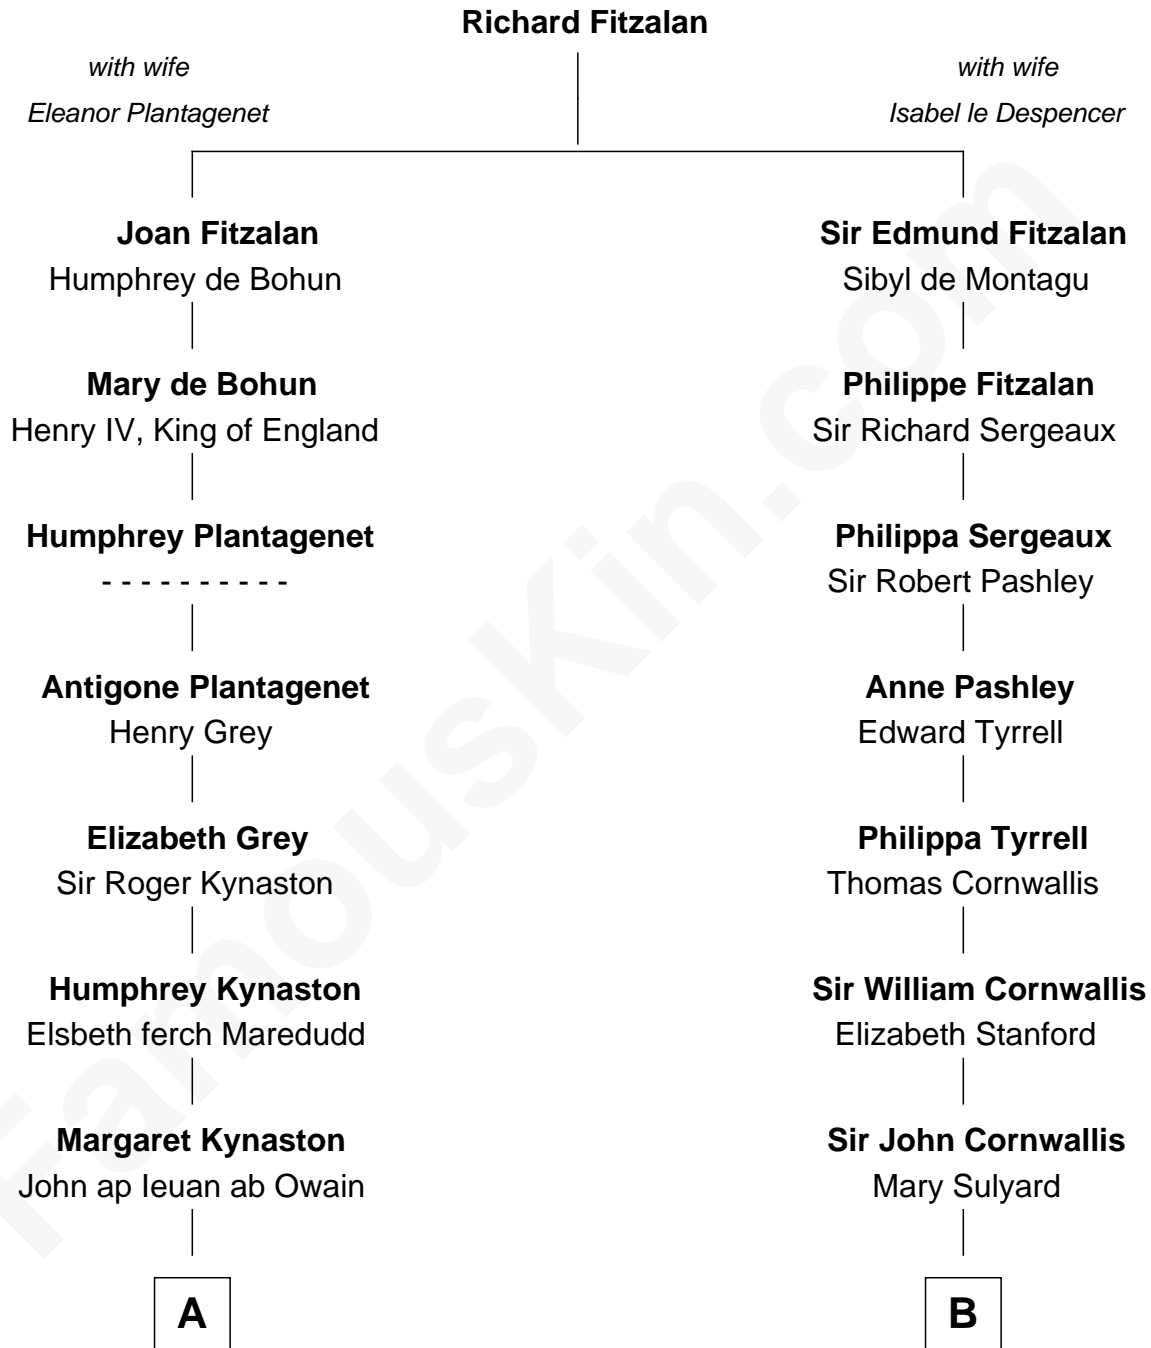 Richard Fitzalan
with wife
Eleanor Plantagenet
with wife
Isabel le Despencer
Joan Fitzalan
Humphrey de Bohun
Sir Edmund Fitzalan
Sibyl de Montagu
Mary de Bohun
Henry IV, King of England
Philippe Fitzalan
Sir Richard Sergeaux
Humphrey Plantagenet
- - - - - - - - - -
Philippa Sergeaux
Sir Robert Pashley
Antigone Plantagenet
Henry Grey
Anne Pashley
Edward Tyrrell
Elizabeth Grey
Sir Roger Kynaston
Philippa Tyrrell
Thomas Cornwallis
Humphrey Kynaston
Elsbeth ferch Maredudd
Sir William Cornwallis
Elizabeth Stanford
Margaret Kynaston
John ap Ieuan ab Owain
Sir John Cornwallis
Mary Sulyard
A
B
FamousKin.com